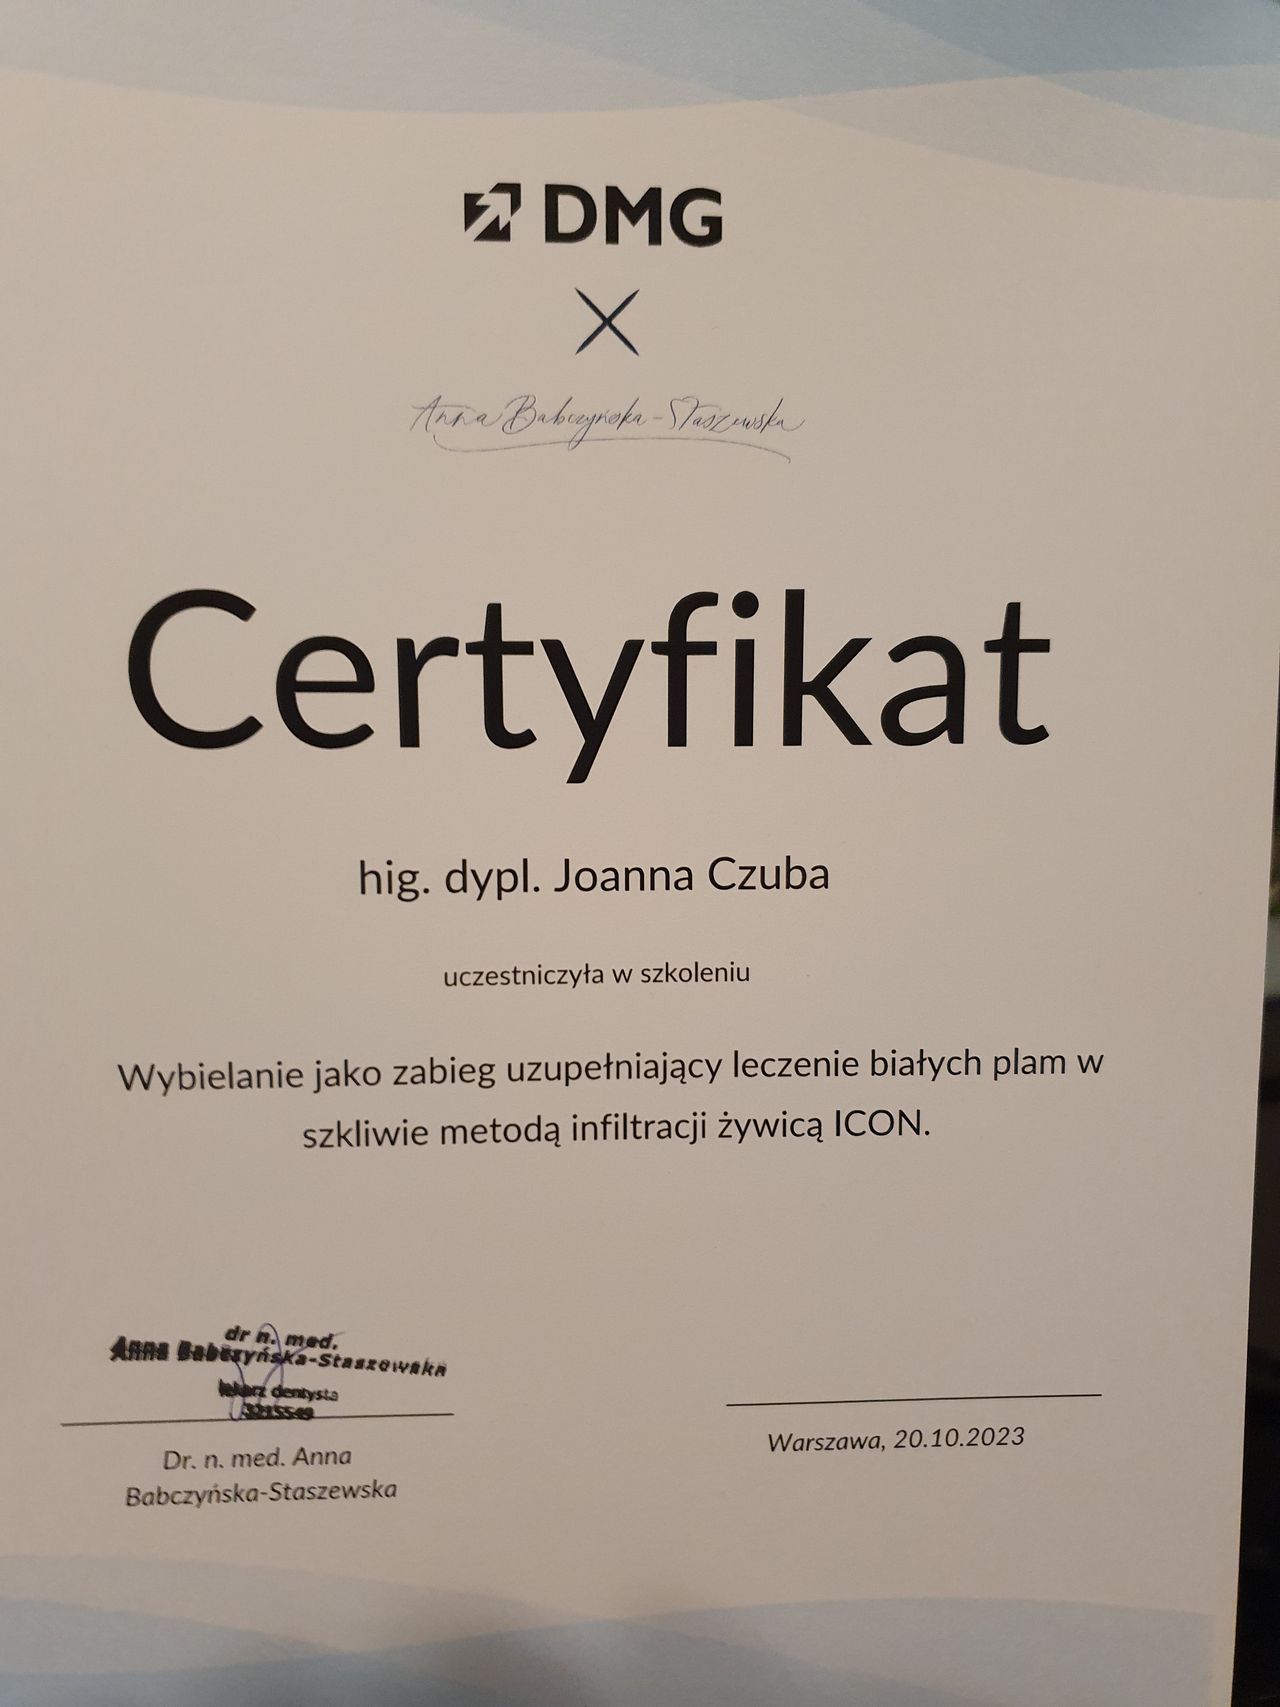 DMG
X
Anna Babczyńska-Staszewska
Certyfikat
hig. dypl. Joanna Czuba
uczestniczyła w szkoleniu
Wybielanie jako zabieg uzupełniający leczenie białych plam w
szkliwie metodą infiltracji żywicą ICON.
dr n. med.
Anna Babczyńska-Staszewska
lekarz dentysta
Warszawa, 20.10.2023
Dr. n. med. Anna
Babczyńska-Staszewska